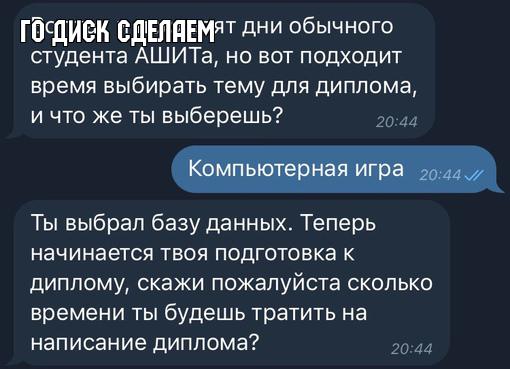 ГО ДИСК СДЕЛАЕМ
дни обычного
студента АШИТа, но вот подходит
время выбирать тему для диплома,
и что же ты выберешь?
20:44
Компьютерная игра
20:44
Ты выбрал базу данных. Теперь
начинается твоя подготовка к
диплому, скажи пожалуйста сколько
времени ты будешь тратить на
написание диплома?
20:44